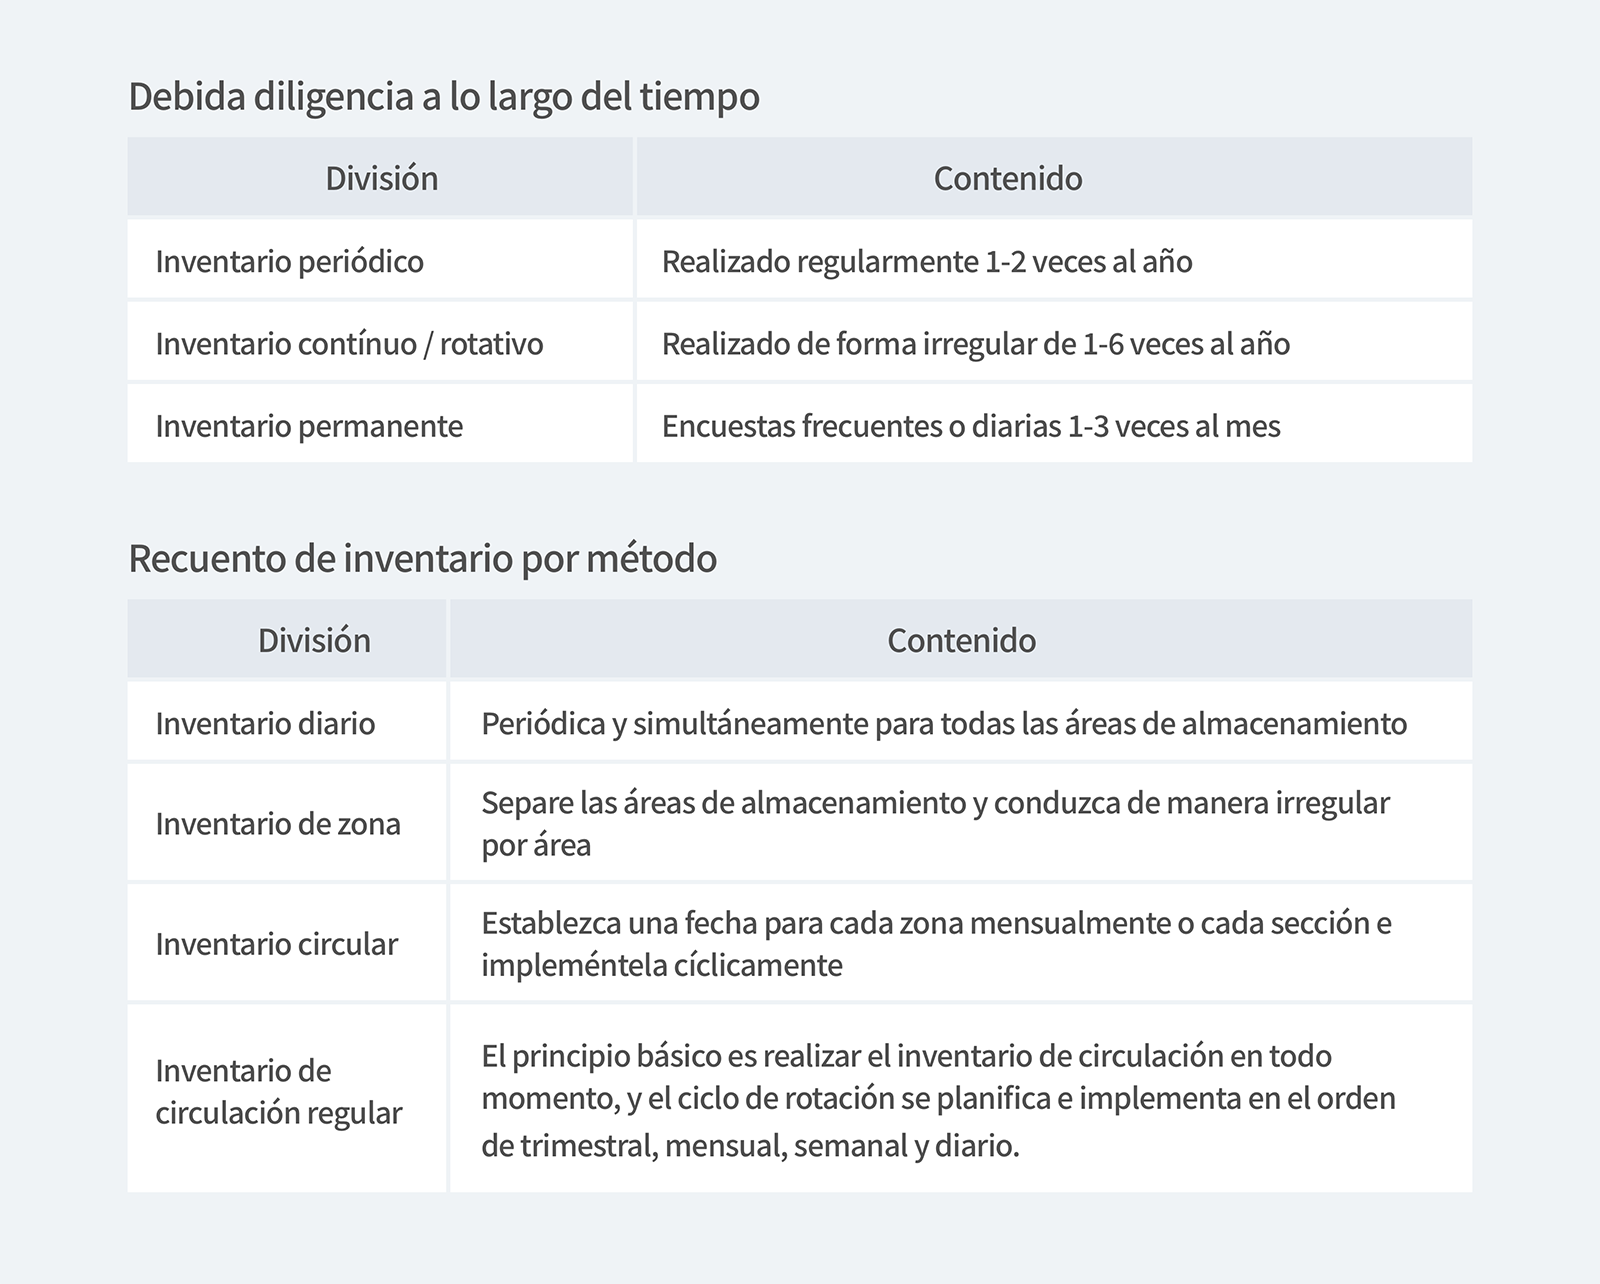 Debida diligencia a lo largo del tiempo
División
Contenido
Inventario periódico
Realizado regularmente 1-2 veces al año
Inventario contínuo / rotativo
Realizado de forma irregular de 1-6 veces al año
Inventario permanente
Encuestas frecuentes o diarias 1-3 veces al mes
Recuento de inventario por método
División
Contenido
Inventario diario
Periódica y simultáneamente para todas las áreas de almacenamiento
Inventario de zona
Separe las áreas de almacenamiento y conduzca de manera irregular
por área
Inventario circular
Establezca una fecha para cada zona mensualmente o cada sección e
impleméntela cíclicamente
Inventario de
circulación regular
El principio básico es realizar el inventario de circulación en todo
momento, y el ciclo de rotación se planifica e implementa en el orden
de trimestral, mensual, semanal y diario.